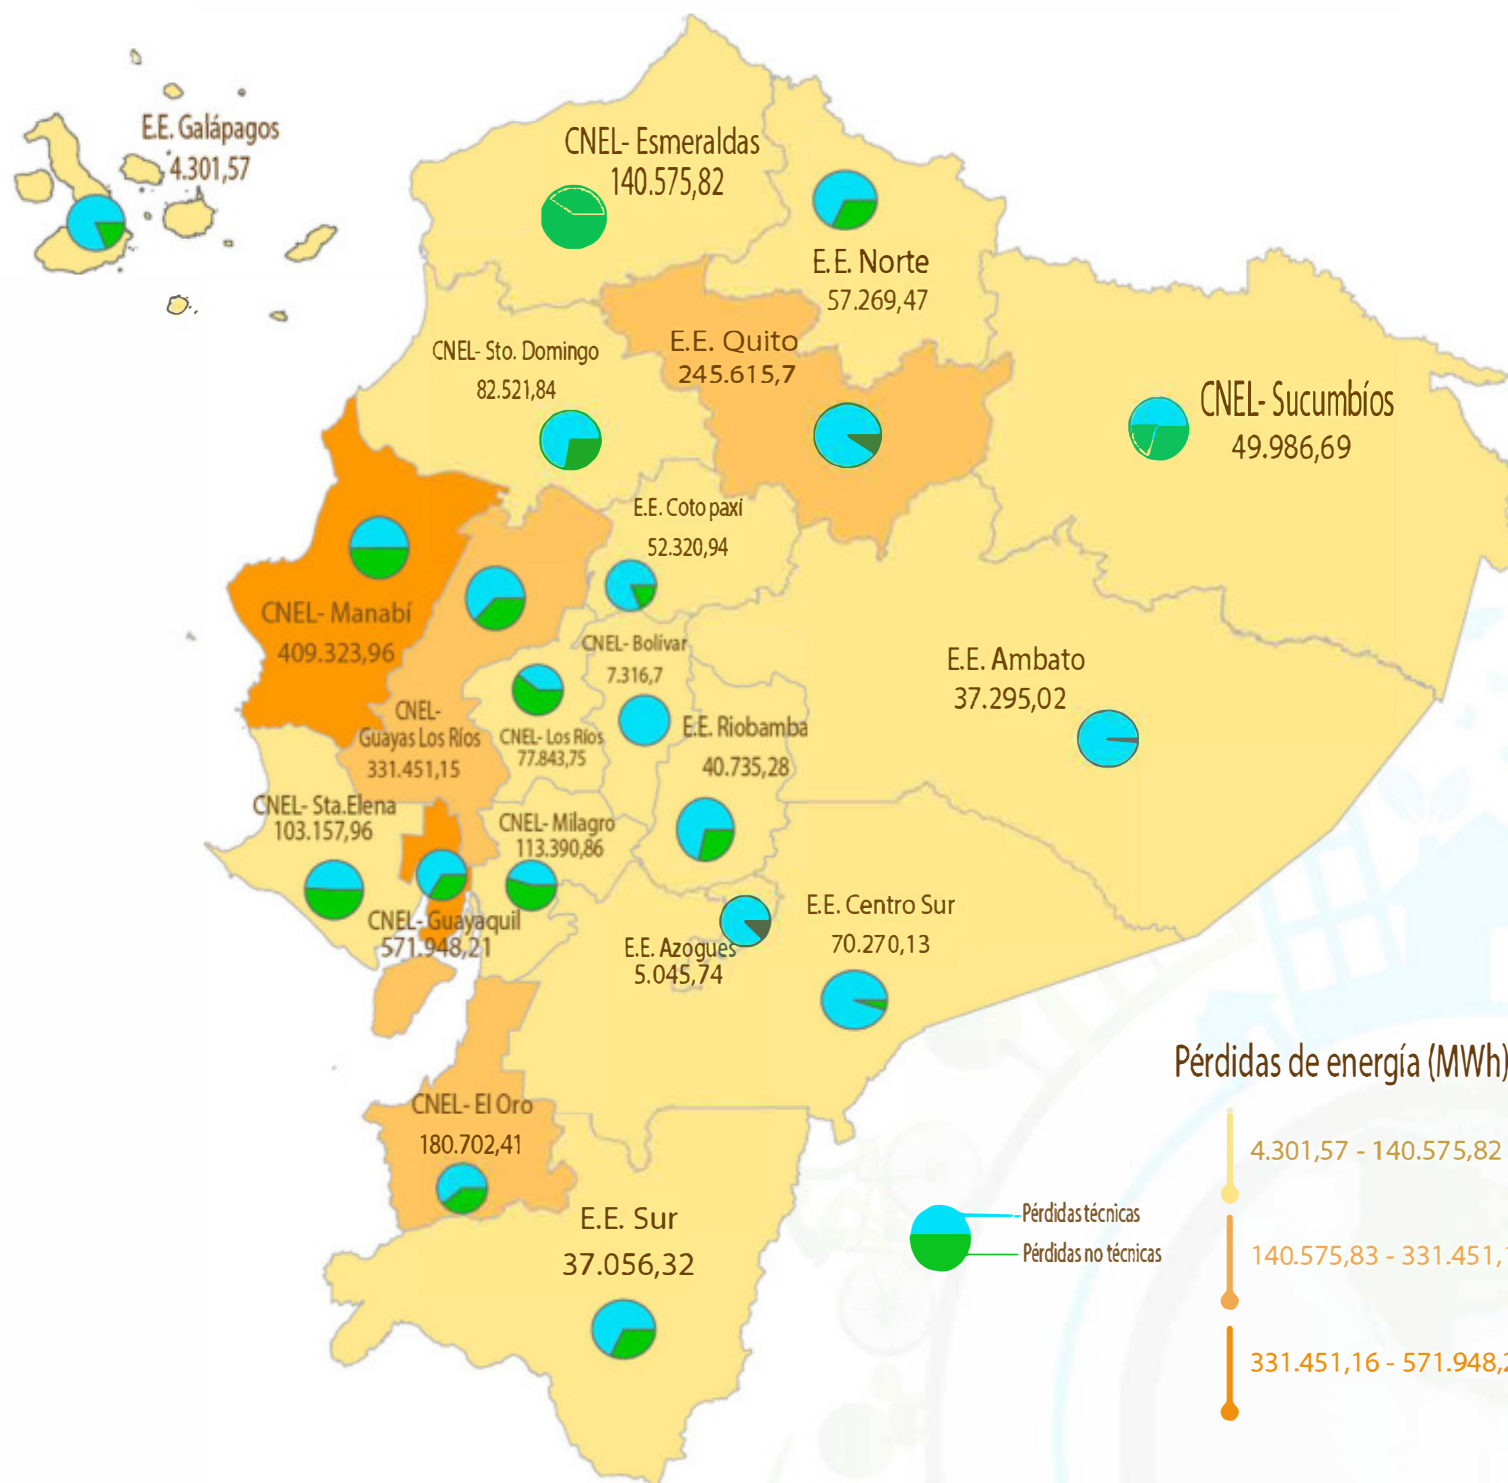 E.E. Galápagos
4.301,57
CNEL- Esmeraldas
140.575,82
E.E. Norte
57.269,47
E.E. Quito
245.615,7
CNEL- Sto. Domingo
82.521,84
CNEL- Sucumbíos
49.986,69
E.E. Cotopaxi
52.320,94
CNEL- Manabí
409.323,96
CNEL- Bolívar
7.316,7
E.E. Ambato
37.295,02
CNEL-
Guayas Los Ríos
331.451,15
CNEL- Los Ríos
77.843,75
E.E. Riobamba
40.735,28
CNEL- Sta.Elena
103.157,96
CNEL- Milagro
113.390,86
CNEL- Guayaquil
571.948,21
E.E. Azogues
5.045,74
E.E. Centro Sur
70.270,13
CNEL- El Oro
180.702,41
E.E. Sur
37.056,32
Pérdidas de energía (MWh)
4.301,57 - 140.575,82
140.575,83 - 331.451,1
331.451,16 - 571.948,2
Pérdidas técnicas
Pérdidas no técnicas